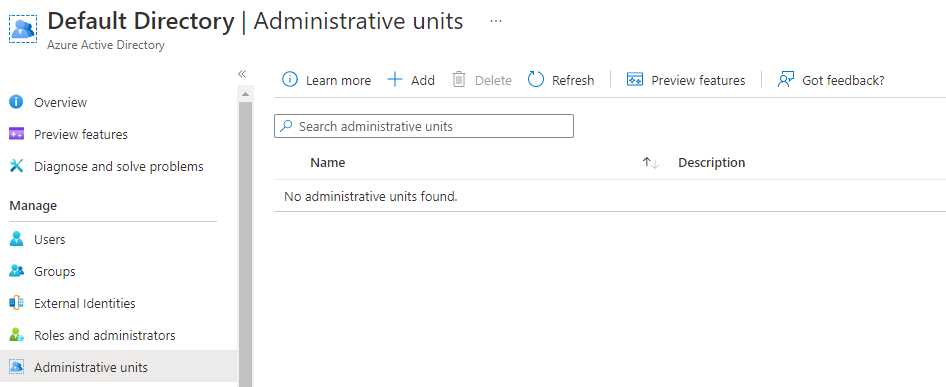 Default Directory | Administrative units ...
Azure Active Directory
«
Overview
Preview features
Diagnose and solve problems
Manage
Users
Groups
External Identities
Roles and administrators
Administrative units
Learn more + Add Delete Refresh Preview features Got feedback?
Search administrative units
Name ↑↓ Description
No administrative units found.